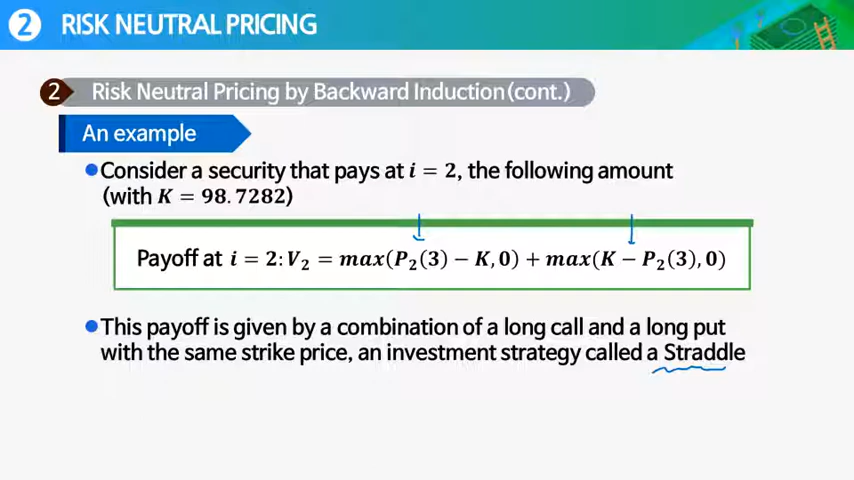 2 RISK NEUTRAL PRICING
2 Risk Neutral Pricing by Backward Induction(cont.)
An example
●Consider a security that pays at i = 2, the following amount
(with K = 98.7282)
Payoff at i = 2: V₂ = max(P₂(3) − K, 0) + max(K − P₂(3), 0)
●This payoff is given by a combination of a long call and a long put
with the same strike price, an investment strategy called a Straddle